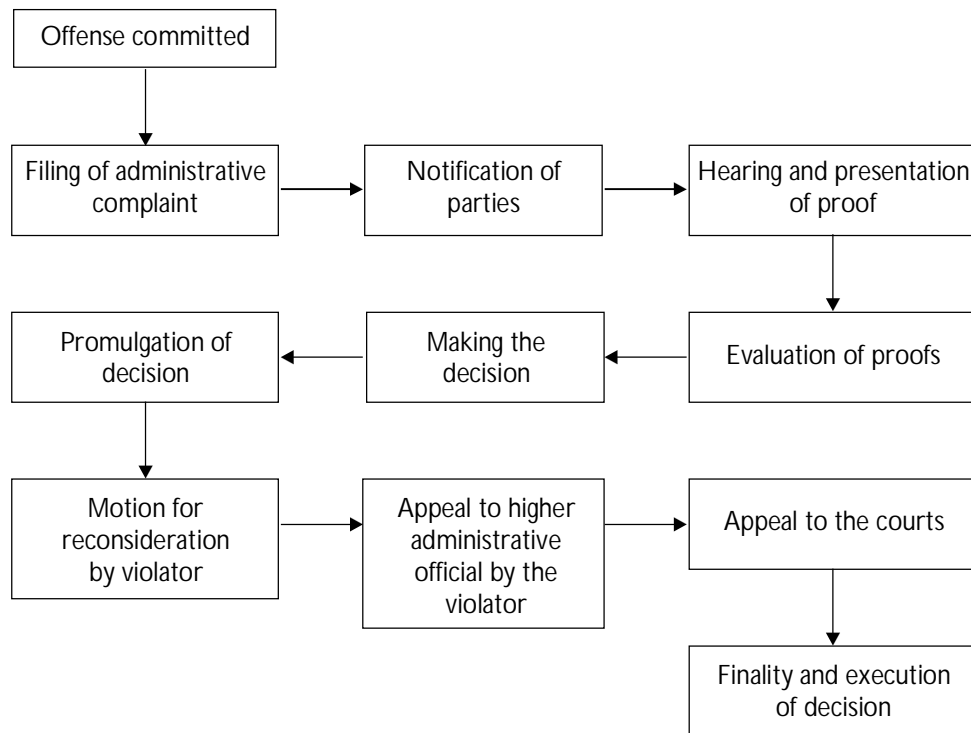 Offense committed
Filing of administrative
complaint
Notification of
parties
Hearing and presentation
of proof
Evaluation of proofs
Making the
decision
Promulgation of
decision
Motion for
reconsideration
by violator
Appeal to higher
administrative
official by the
violator
Appeal to the courts
Finality and execution
of decision